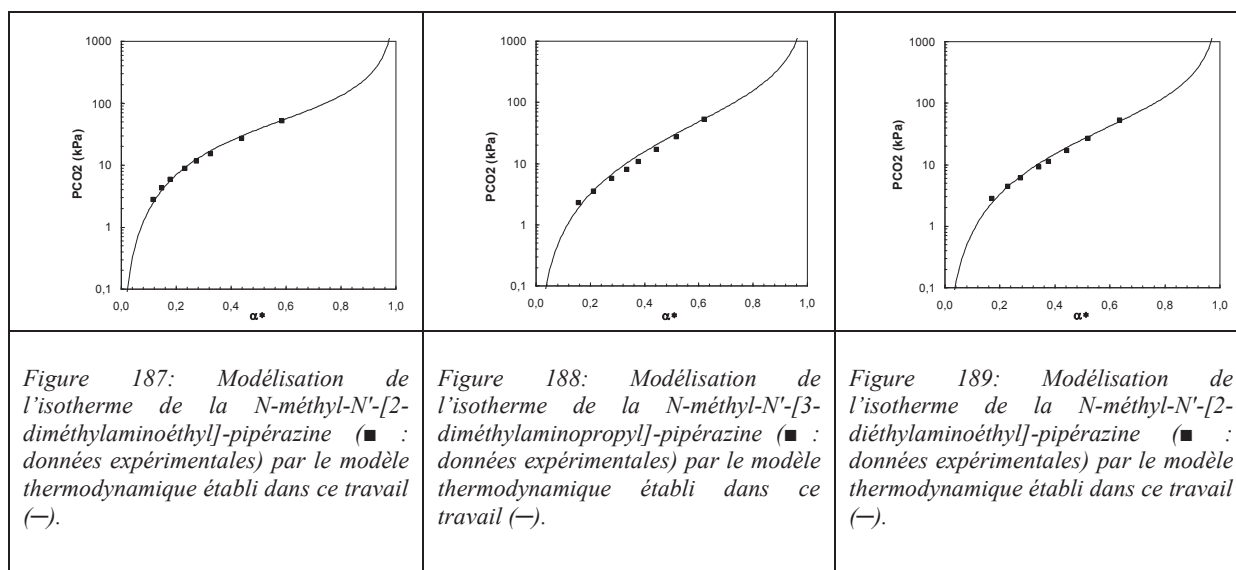 1000
100
10
1
0,1
PCO2 (kPa)
0,0 0,2 0,4 0,6 0,8 1,0
α*
1000
100
10
1
0,1
PCO2 (kPa)
0,0 0,2 0,4 0,6 0,8 1,0
α*
1000
100
10
1
0,1
PCO2 (kPa)
0,0 0,2 0,4 0,6 0,8 1,0
α*
Figure 187: Modélisation de
l'isotherme de la N-méthyl-N'-[2-
diméthylaminoéthyl]-pipérazine (■ :
données expérimentales) par le modèle
thermodynamique établi dans ce travail
(─).
Figure 188: Modélisation de
l'isotherme de la N-méthyl-N'-[3-
diméthylaminopropyl]-pipérazine (■ :
données expérimentales) par le modèle
thermodynamique établi dans ce
travail (─).
Figure 189: Modélisation de
l'isotherme de la N-méthyl-N'-[2-
diéthylaminoéthyl]-pipérazine (■ :
données expérimentales) par le modèle
thermodynamique établi dans ce travail
(─).